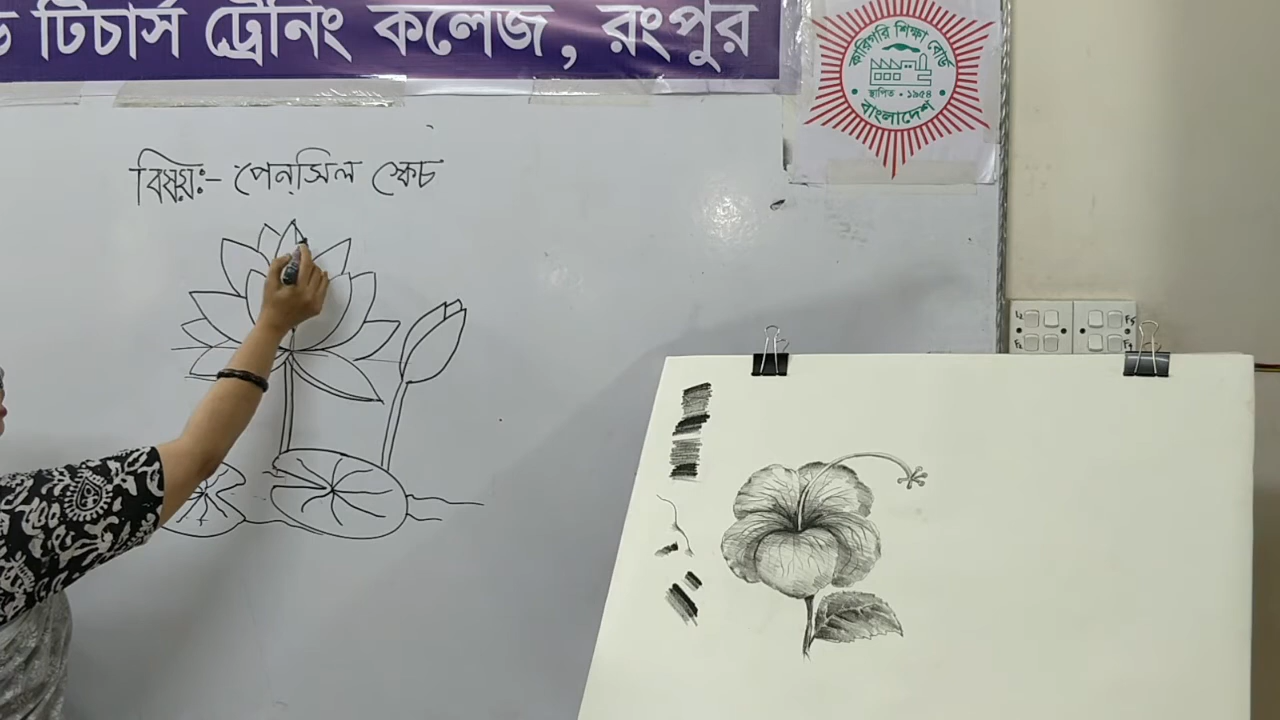 টিচার্স ট্রেনিং কলেজ, রংপুর
কারিগরি শিক্ষা বোর্ড
স্থাপিত • ১৯৫৪
বাংলাদেশ
বিষয়ঃ- পেনসিল স্কেচ